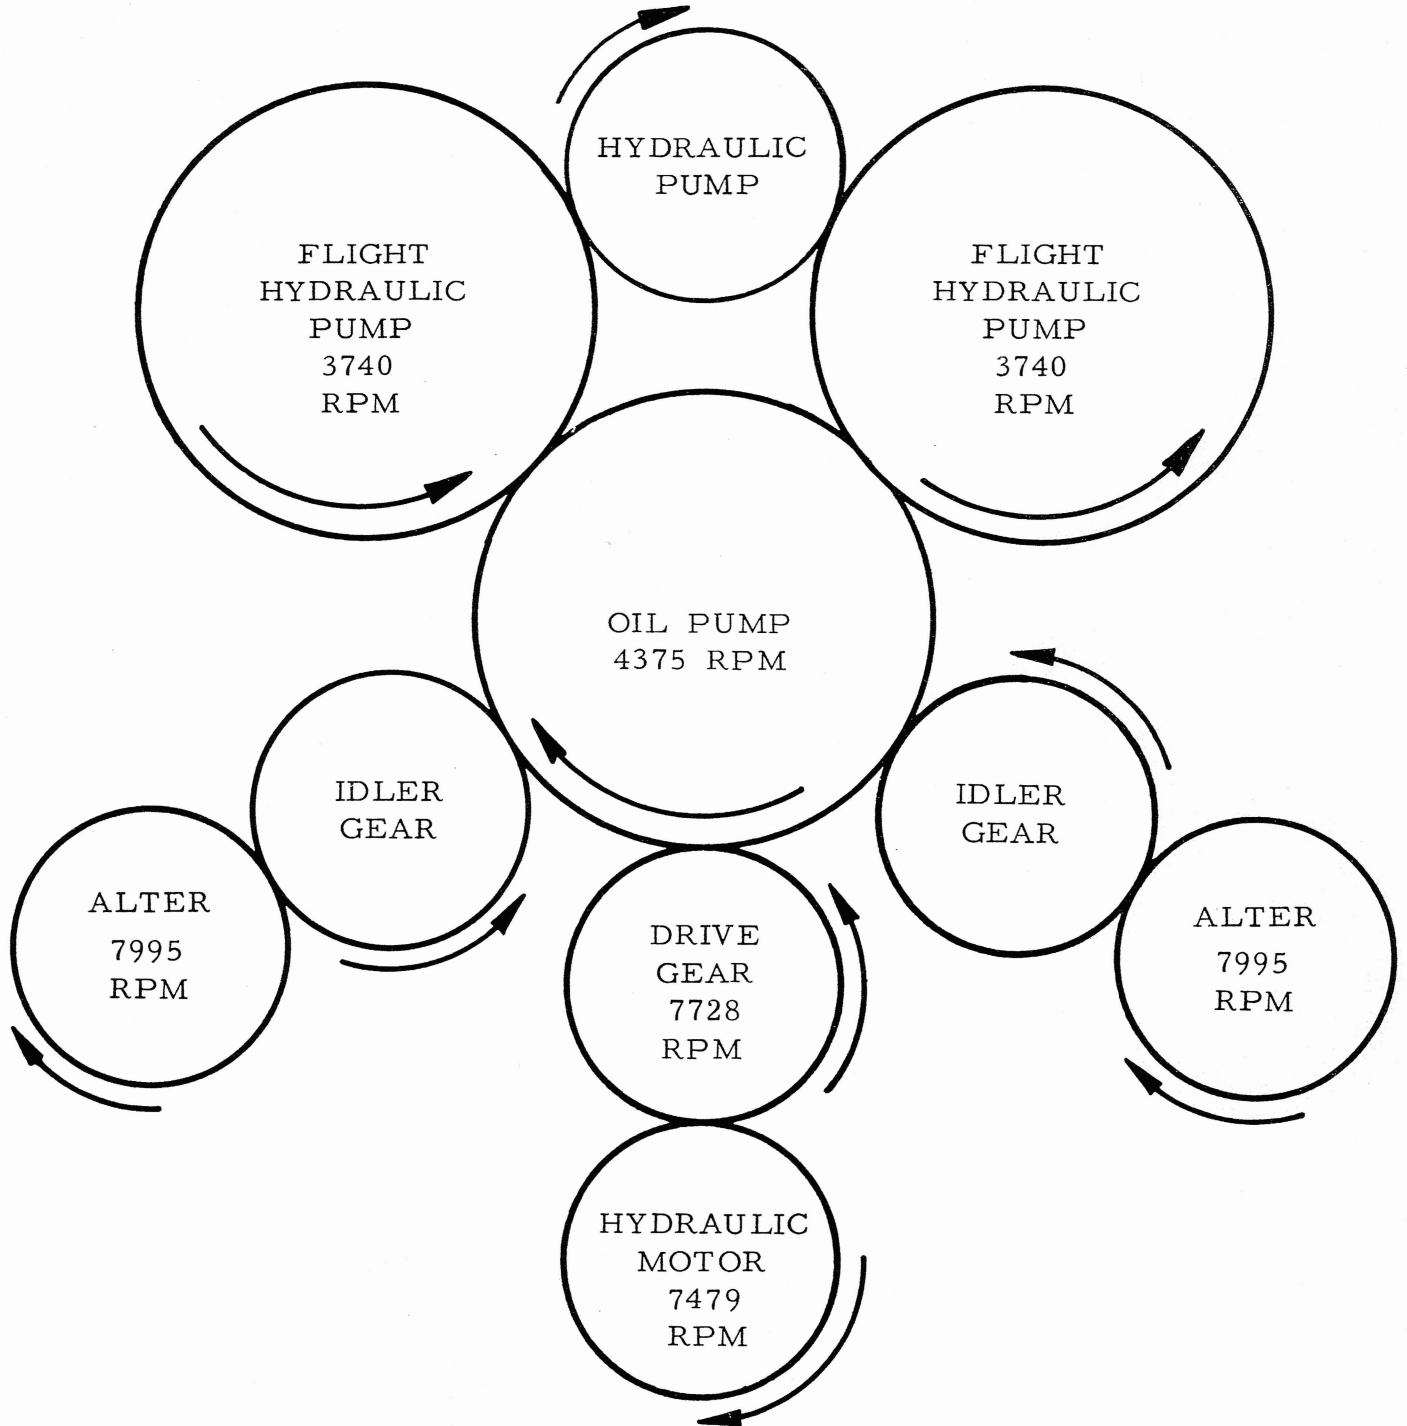 HYDRAULIC
PUMP
FLIGHT
HYDRAULIC
PUMP
3740
RPM
FLIGHT
HYDRAULIC
PUMP
3740
RPM
OIL PUMP
4375 RPM
IDLER
GEAR
IDLER
GEAR
ALTER
7995
RPM
DRIVE
GEAR
7728
RPM
ALTER
7995
RPM
HYDRAULIC
MOTOR
7479
RPM